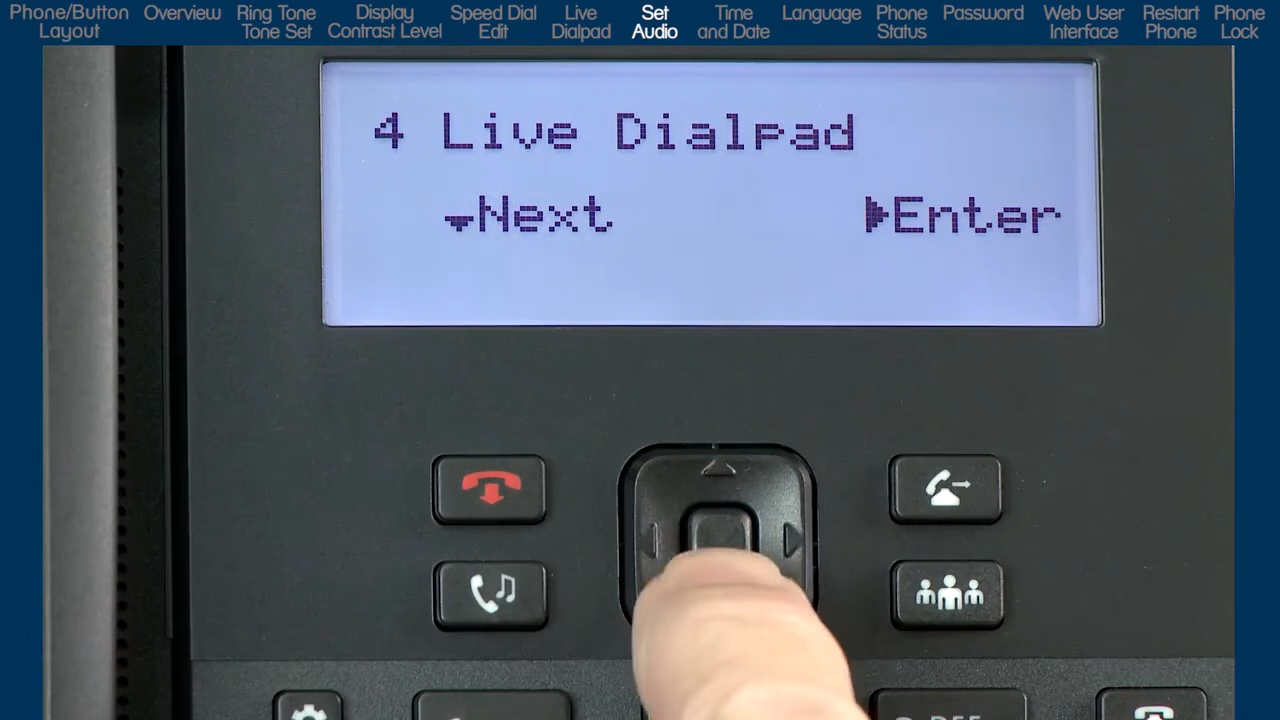 Phone/Button
Layout
Overview
Ring Tone
Tone Set
Display
Contrast Level
Speed Dial
Edit
Live
Dialpad
Set
Audio
Time
and Date
Language
Phone
Status
Password
Web User
Interface
Restart
Phone
Phone
Lock
4 Live Dialpad
Next
Enter